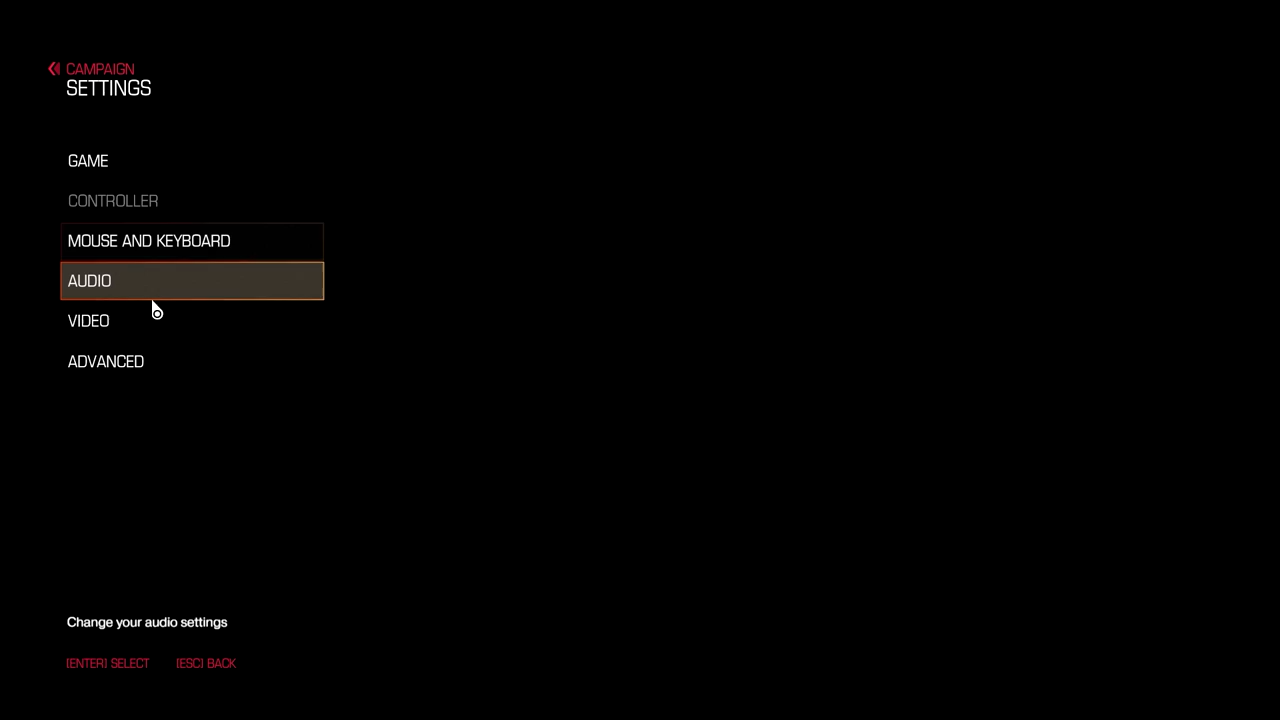 CAMPAIGN
SETTINGS
GAME
CONTROLLER
MOUSE AND KEYBOARD
AUDIO
VIDEO
ADVANCED
Change your audio settings
[ENTER] SELECT [ESC] BACK